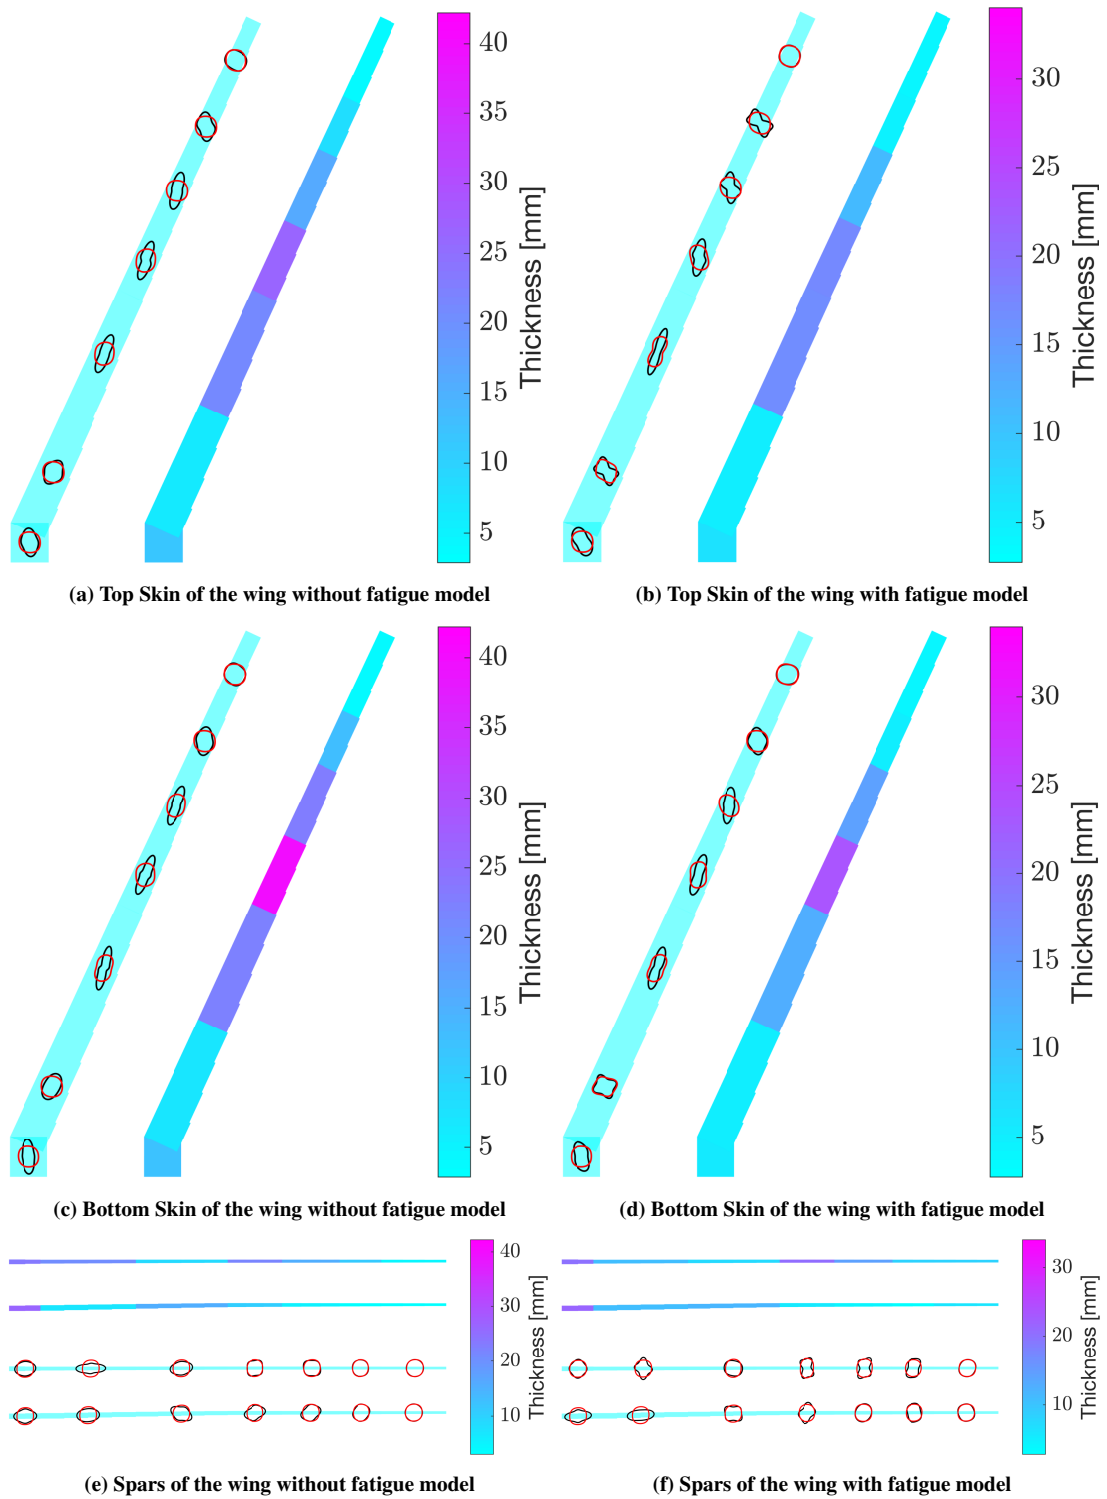 40
35
30
25
20
15
10
5
Thickness [mm]
(a) Top Skin of the wing without fatigue model
30
25
20
15
10
5
Thickness [mm]
(b) Top Skin of the wing with fatigue model
40
35
30
25
20
15
10
5
Thickness [mm]
(c) Bottom Skin of the wing without fatigue model
30
25
20
15
10
5
Thickness [mm]
(d) Bottom Skin of the wing with fatigue model
40
30
20
10
Thickness [mm]
(e) Spars of the wing without fatigue model
30
20
10
Thickness [mm]
(f) Spars of the wing with fatigue model